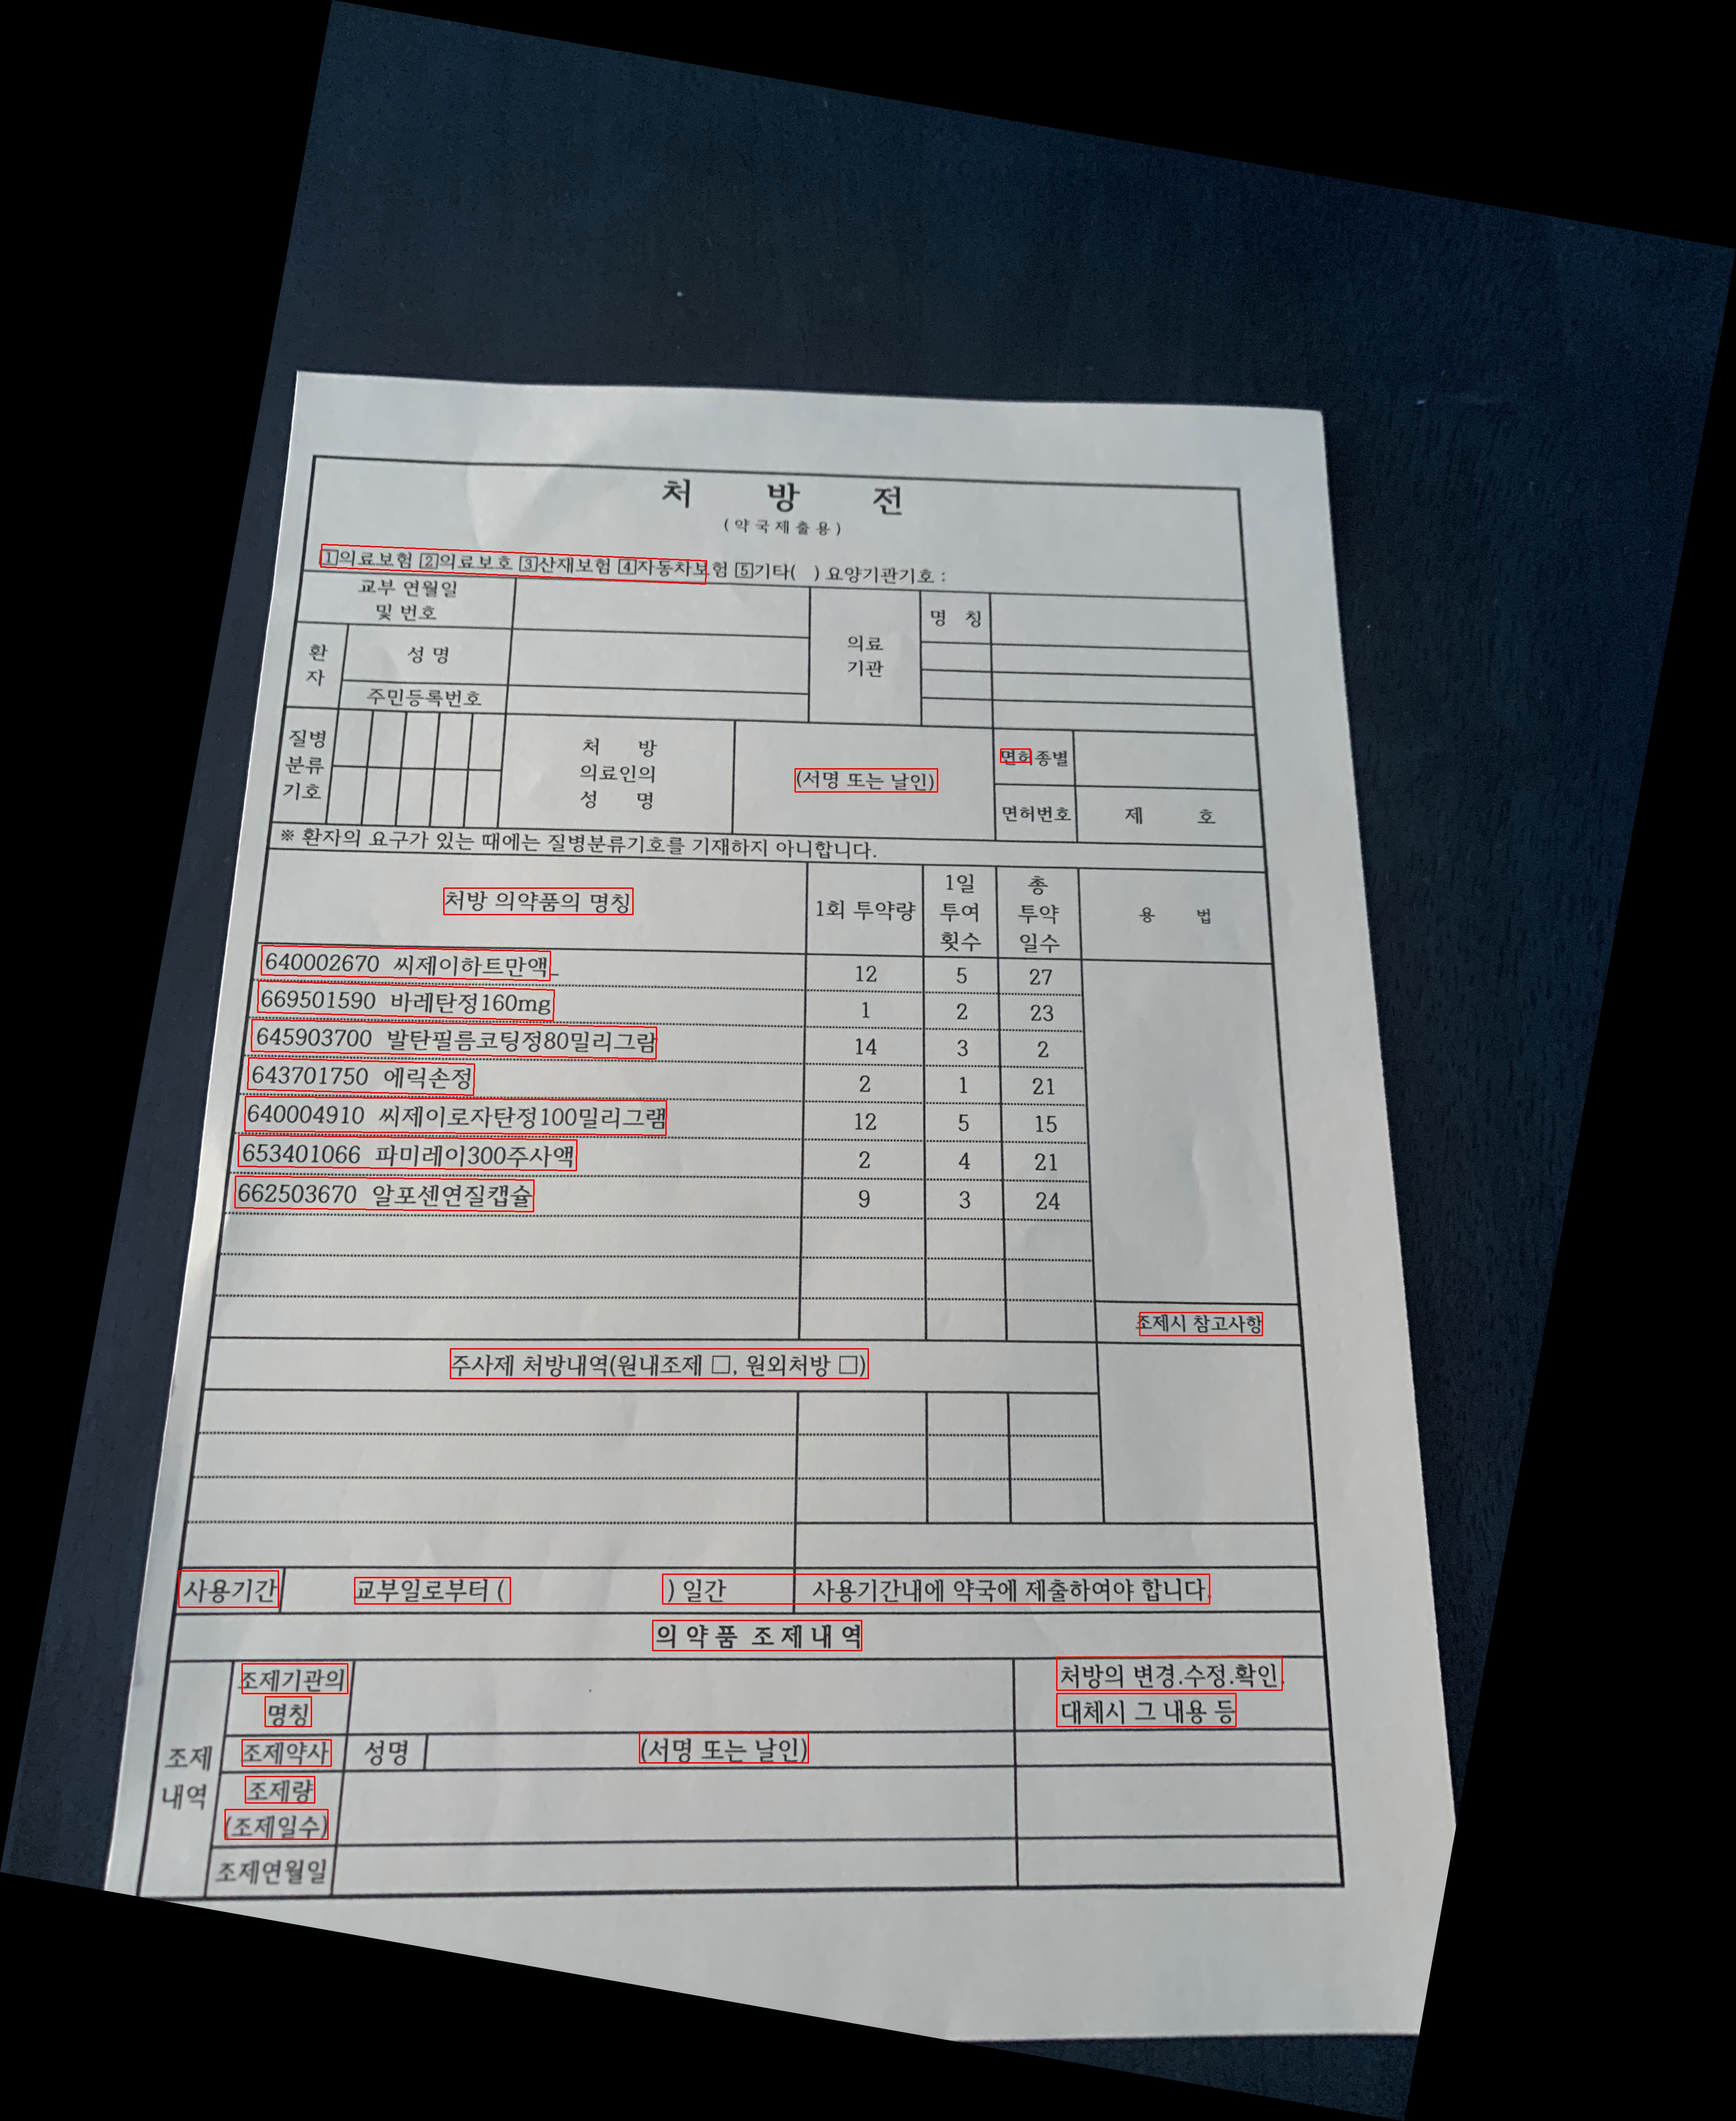 처 방 전
(약국제출용)
1의료보험 2의료보호 3산재보험 4자동차보험 5기타( ) 요양기관기호 :
교부 연월일
및 번호
명 칭
의료
기관
환
자
성 명
주민등록번호
질병
분류
기호
처 방
의료인의
성 명
(서명 또는 날인)
면허종별
면허번호
제 호
※ 환자의 요구가 있는 때에는 질병분류기호를 기재하지 아니합니다.
처방 의약품의 명칭
1회 투약량
1일
투여
횟수
총
투약
일수
용 법
640002670 씨제이하트만액_ 12 5 27
669501590 바레탄정160mg 1 2 23
645903700 발탄필름코팅정80밀리그람 14 3 2
643701750 에릭손정 2 1 21
640004910 씨제이로자탄정100밀리그램 12 5 15
653401066 파미레이300주사액 2 4 21
662503670 알포센연질캡슐 9 3 24
조제시 참고사항
주사제 처방내역(원내조제 □, 원외처방 □)
사용기간 교부일로부터 ( ) 일간 사용기간내에 약국에 제출하여야 합니다.
의 약 품 조 제 내 역
조제
내역
조제기관의
명칭
처방의 변경.수정.확인.
대체시 그 내용 등
조제약사 성명 (서명 또는 날인)
조제량
(조제일수)
조제연월일